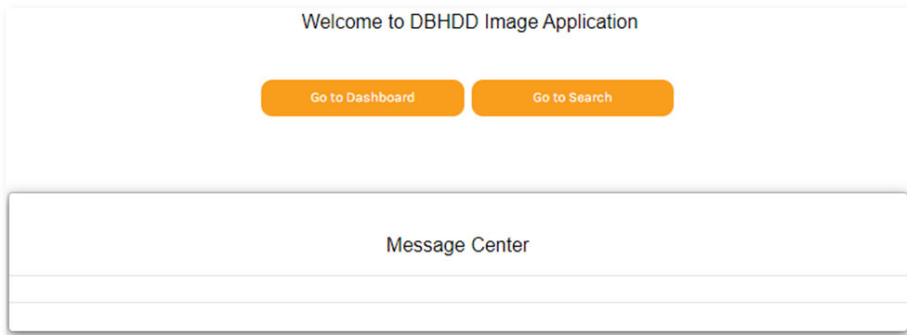 Welcome to DBHDD Image Application
Go to Dashboard Go to Search
Message Center